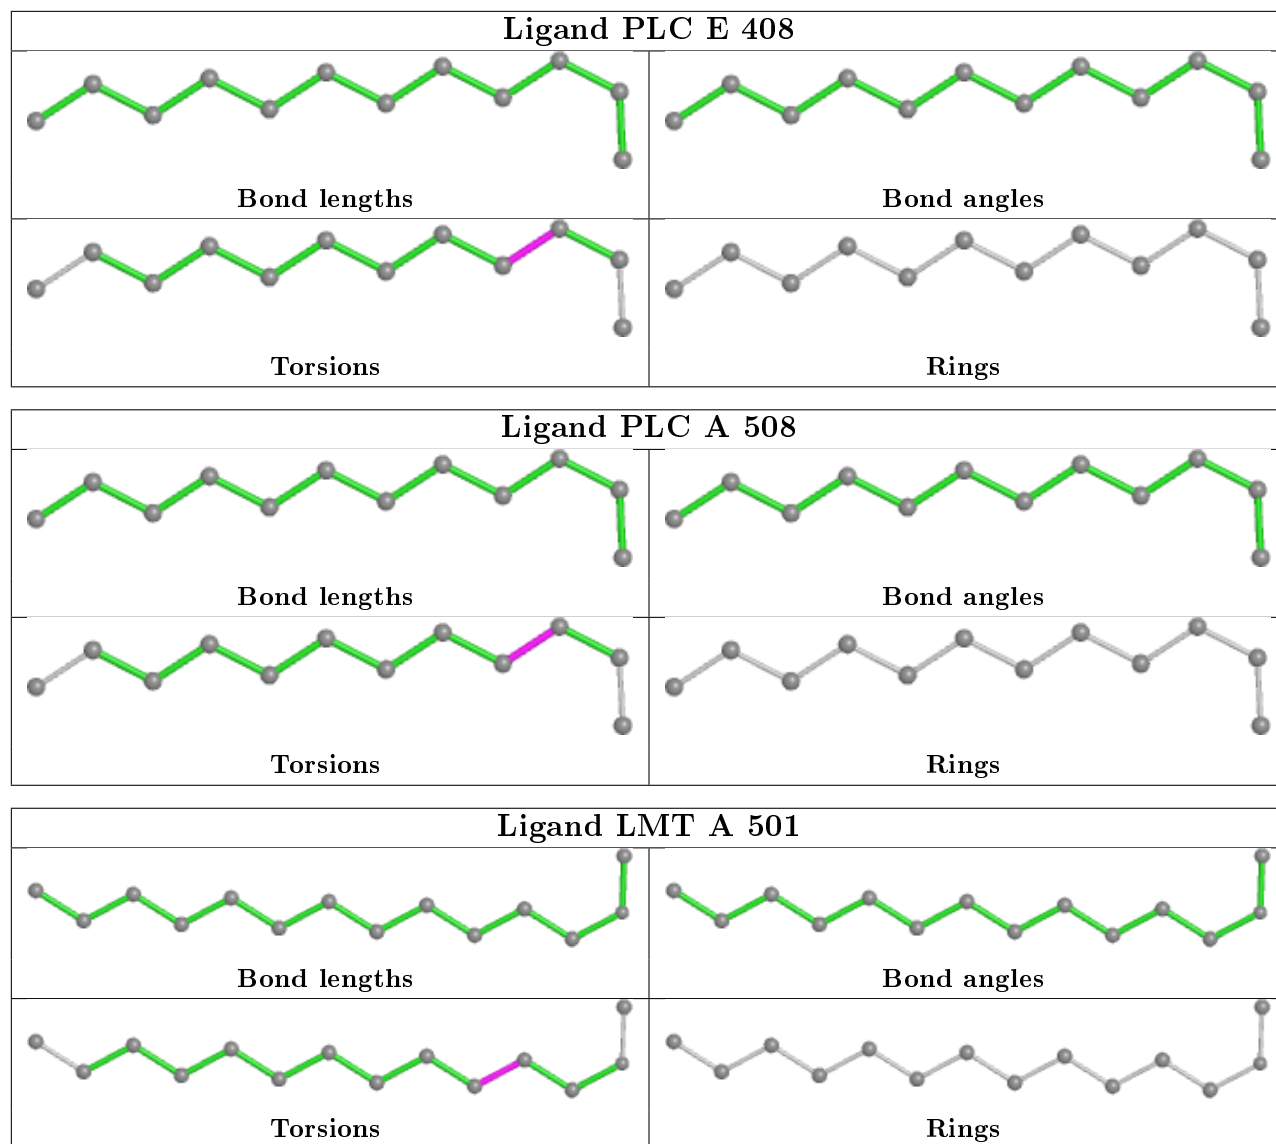 Ligand PLC E 408
Bond lengths
Bond angles
Torsions
Rings
Ligand PLC A 508
Bond lengths
Bond angles
Torsions
Rings
Ligand LMT A 501
Bond lengths
Bond angles
Torsions
Rings